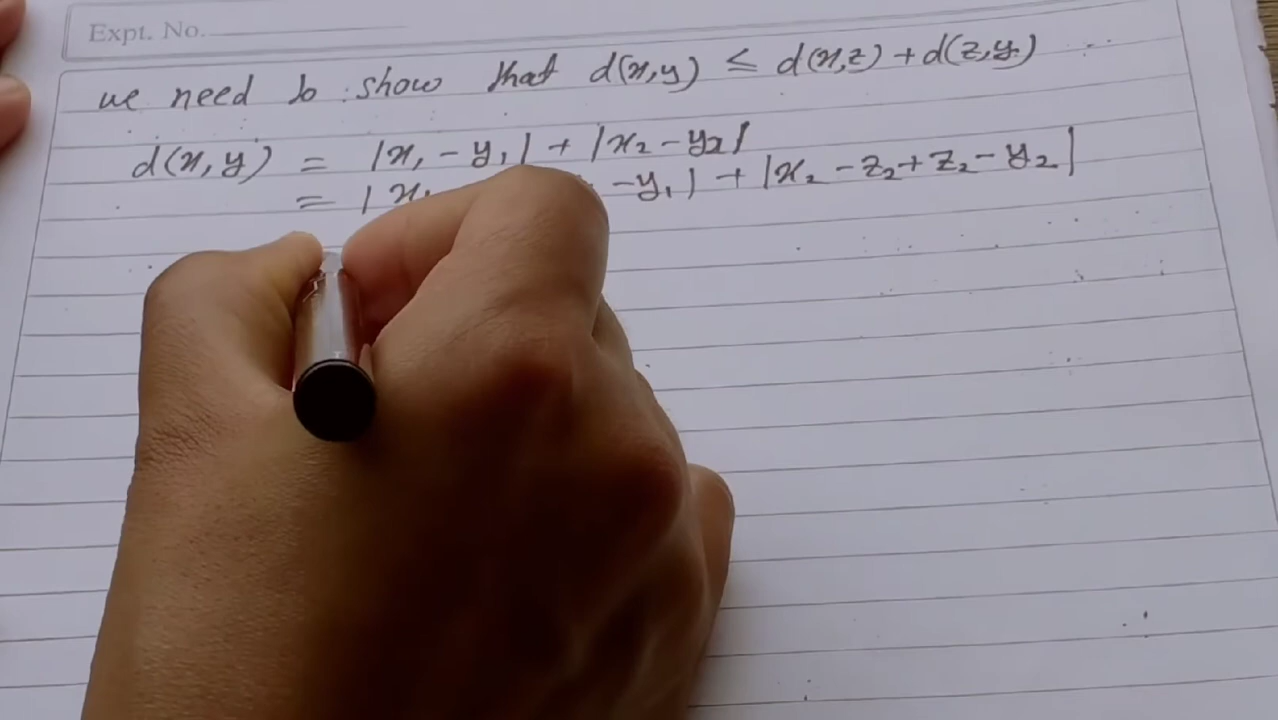 Expt. No.
we need to show that d(x,y) ≤ d(x,z) + d(z,y)
d(x,y) = |x₁ - y₁| + |x₂ - y₂|
= |x₁ - y₁| + |x₂ - z₂ + z₂ - y₂|